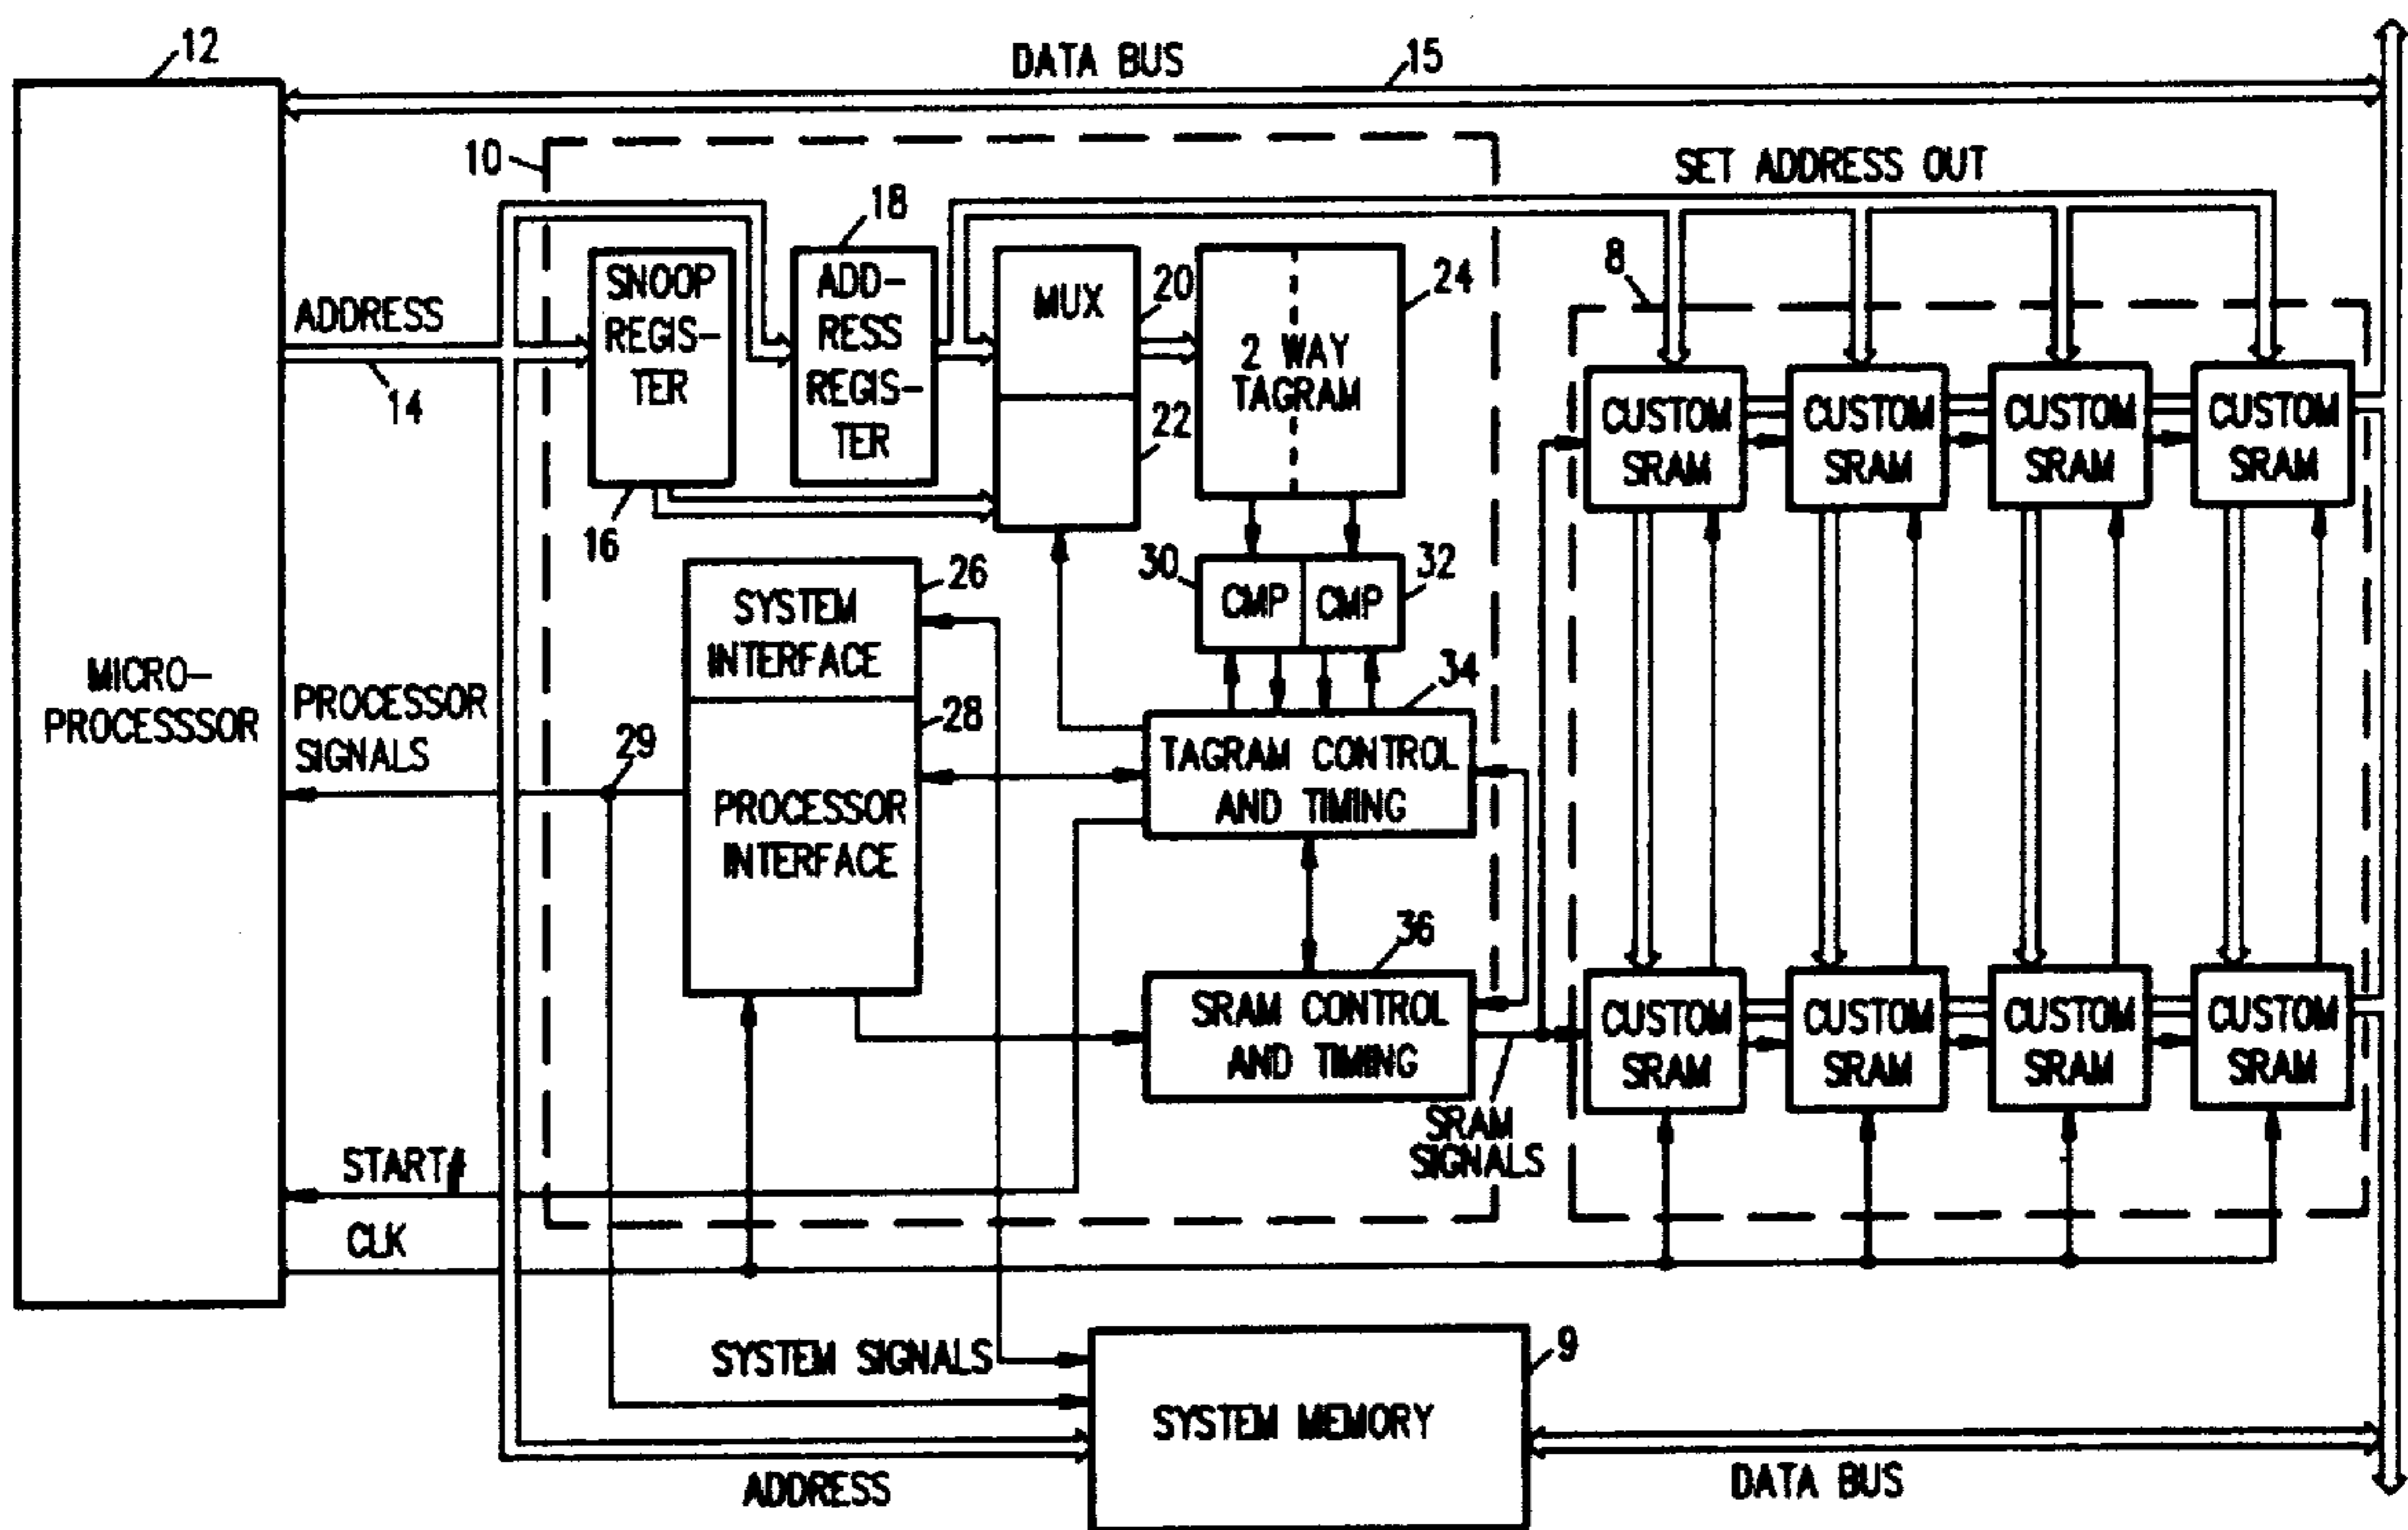 12
DATA BUS
15
10
SET ADDRESS OUT
18
8
SNOOP
REGIS-
TER
ADD-
RESS
REGIS-
TER
MUX
20
2 WAY
TAGRAM
24
ADDRESS
14
22
CUSTOM
SRAM
CUSTOM
SRAM
CUSTOM
SRAM
CUSTOM
SRAM
16
26
30
CMP
CMP
32
SYSTEM
INTERFACE
MICRO-
PROCESSSOR
PROCESSOR
SIGNALS
29
28
34
PROCESSOR
INTERFACE
TAGRAM CONTROL
AND TIMING
36
SRAM CONTROL
AND TIMING
CUSTOM
SRAM
CUSTOM
SRAM
CUSTOM
SRAM
CUSTOM
SRAM
SRAM
SIGNALS
START#
CLK
SYSTEM SIGNALS
9
SYSTEM MEMORY
ADDRESS
DATA BUS